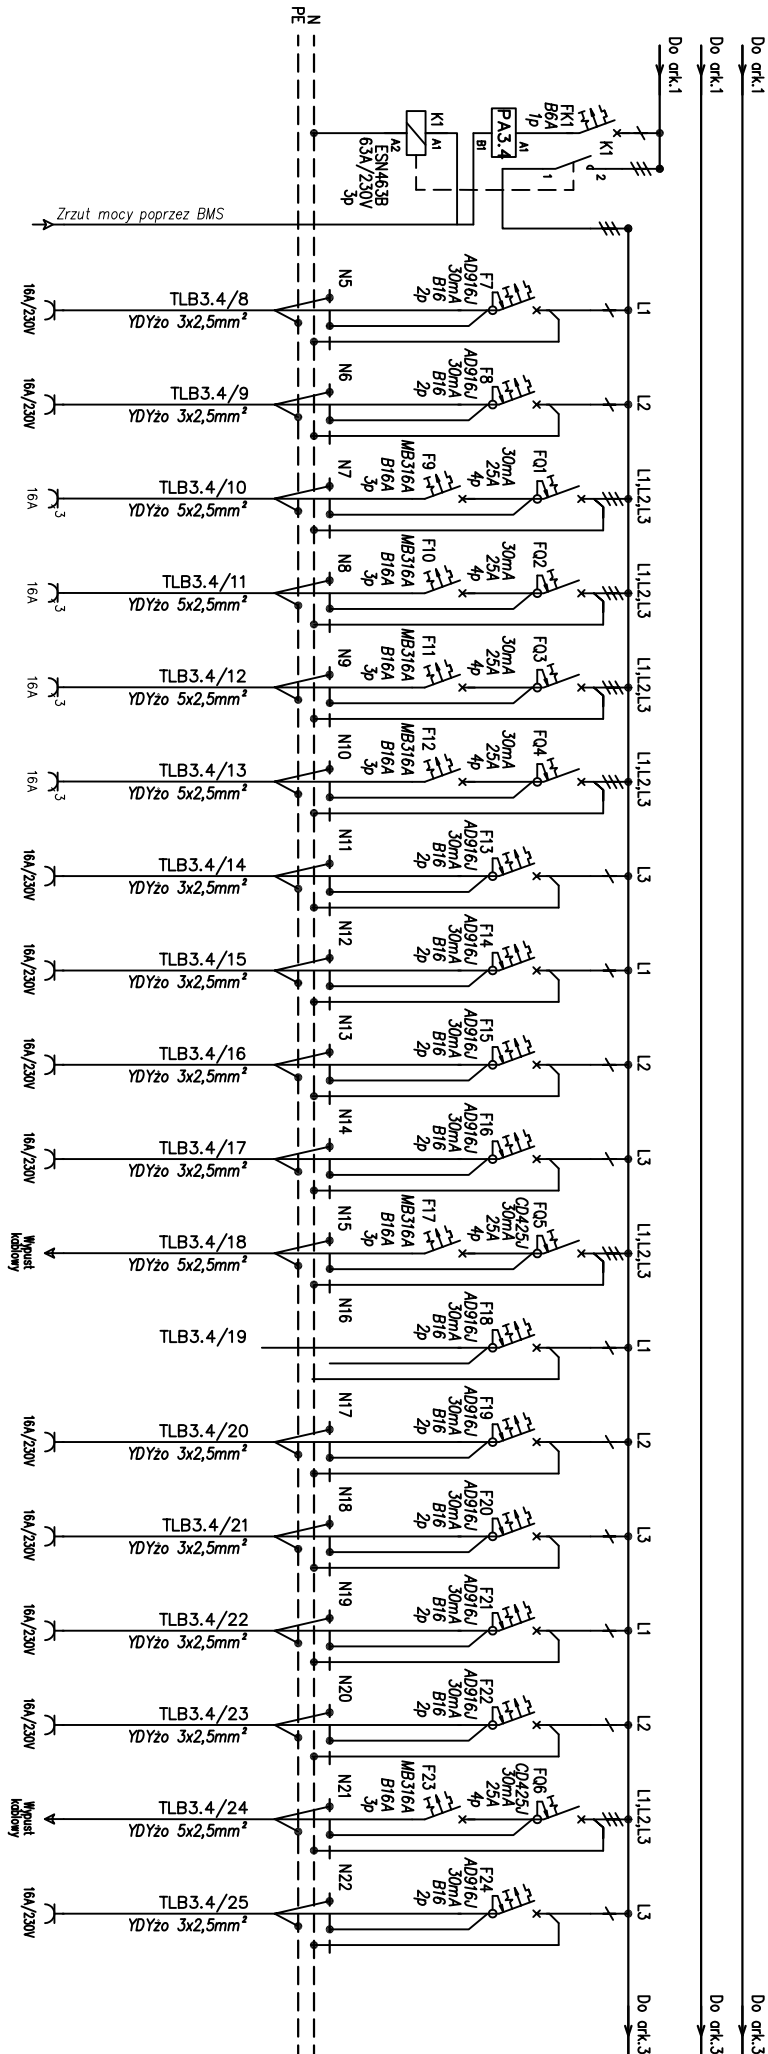 Do ark.1
Do ark.1
Do ark.1
N
PE
FK1
B6A
1p
PA3.4
A1
B1
K1
1
2
K1
A1
A2
ESN463B
63A/230V
3p
Zrzut mocy poprzez BMS
L1
F7
AD916J
30mA
B16
2p
N5
TLB3.4/8
YDYżo 3x2,5mm²
16A/230V
L2
F8
AD916J
30mA
B16
2p
N6
TLB3.4/9
YDYżo 3x2,5mm²
16A/230V
L1,L2,L3
FQ1
30mA
25A
4p
F9
MB316A
B16A
3p
N7
TLB3.4/10
YDYżo 5x2,5mm²
3
16A
L1,L2,L3
FQ2
30mA
25A
4p
F10
MB316A
B16A
3p
N8
TLB3.4/11
YDYżo 5x2,5mm²
3
16A
L1,L2,L3
FQ3
30mA
25A
4p
F11
MB316A
B16A
3p
N9
TLB3.4/12
YDYżo 5x2,5mm²
3
16A
L1,L2,L3
FQ4
30mA
25A
4p
F12
MB316A
B16A
3p
N10
TLB3.4/13
YDYżo 5x2,5mm²
3
16A
L3
F13
AD916J
30mA
B16
2p
N11
TLB3.4/14
YDYżo 3x2,5mm²
16A/230V
L1
F14
AD916J
30mA
B16
2p
N12
TLB3.4/15
YDYżo 3x2,5mm²
16A/230V
L2
F15
AD916J
30mA
B16
2p
N13
TLB3.4/16
YDYżo 3x2,5mm²
16A/230V
L3
F16
AD916J
30mA
B16
2p
N14
TLB3.4/17
YDYżo 3x2,5mm²
16A/230V
L1,L2,L3
FQ5
CD425J
30mA
25A
4p
F17
MB316A
B16A
3p
N15
TLB3.4/18
YDYżo 5x2,5mm²
Wypust
kablowy
L1
F18
AD916J
30mA
B16
2p
N16
TLB3.4/19
L2
F19
AD916J
30mA
B16
2p
N17
TLB3.4/20
YDYżo 3x2,5mm²
16A/230V
L3
F20
AD916J
30mA
B16
2p
N18
TLB3.4/21
YDYżo 3x2,5mm²
16A/230V
L1
F21
AD916J
30mA
B16
2p
N19
TLB3.4/22
YDYżo 3x2,5mm²
16A/230V
L2
F22
AD916J
30mA
B16
2p
N20
TLB3.4/23
YDYżo 3x2,5mm²
16A/230V
L1,L2,L3
FQ6
CD425J
30mA
25A
4p
F23
MB316A
B16A
3p
N21
TLB3.4/24
YDYżo 5x2,5mm²
Wypust
kablowy
L3
F24
AD916J
30mA
B16
2p
N22
TLB3.4/25
YDYżo 3x2,5mm²
16A/230V
Do ark.3
Do ark.3
Do ark.3